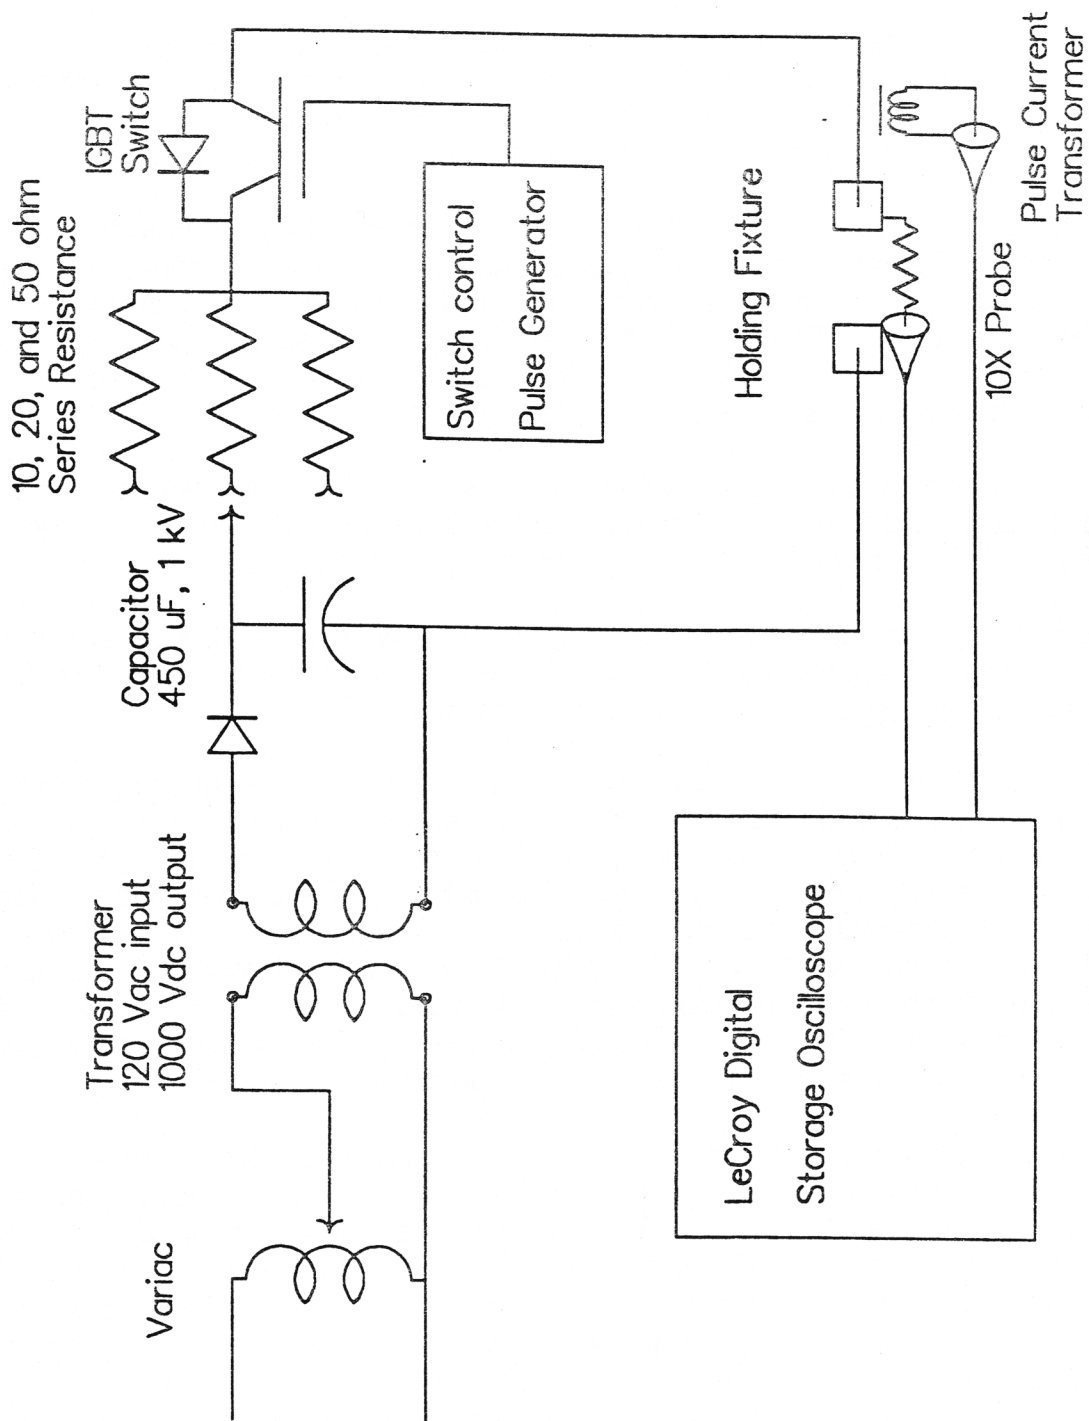 Variac
Transformer
120 Vac input
1000 Vdc output
Capacitor
450 uF, 1 kV
10, 20, and 50 ohm
Series Resistance
IGBT
Switch
Switch control
Pulse Generator
Holding Fixture
LeCroy Digital
Storage Oscilloscope
10X Probe
Pulse Current
Transformer